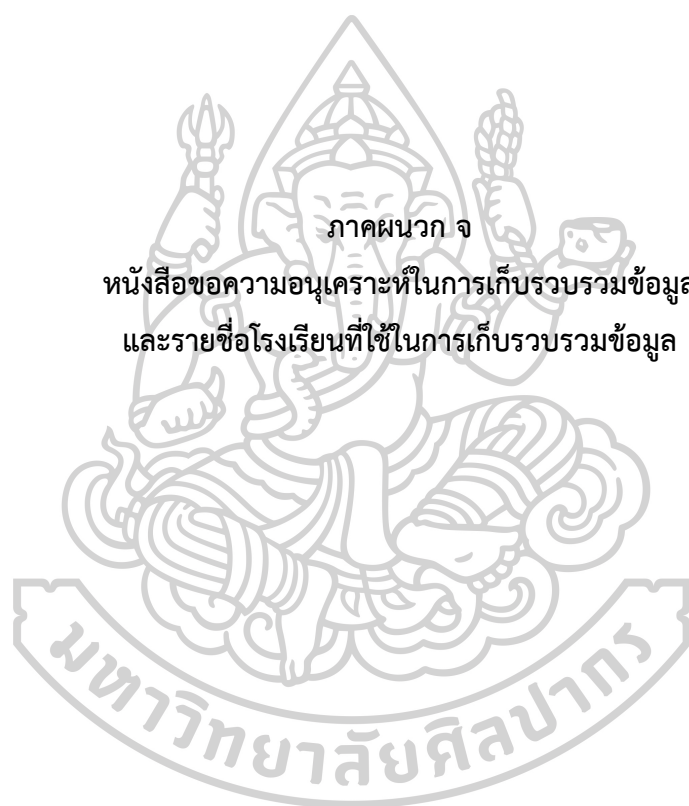 ภาคผนวก จ
หนังสือขอความอนุเคราะห์ในการเก็บรวบรวมข้อมูล
และรายชื่อโรงเรียนที่ใช้ในการเก็บรวบรวมข้อมูล
มหาวิทยาลัยศิลปากร